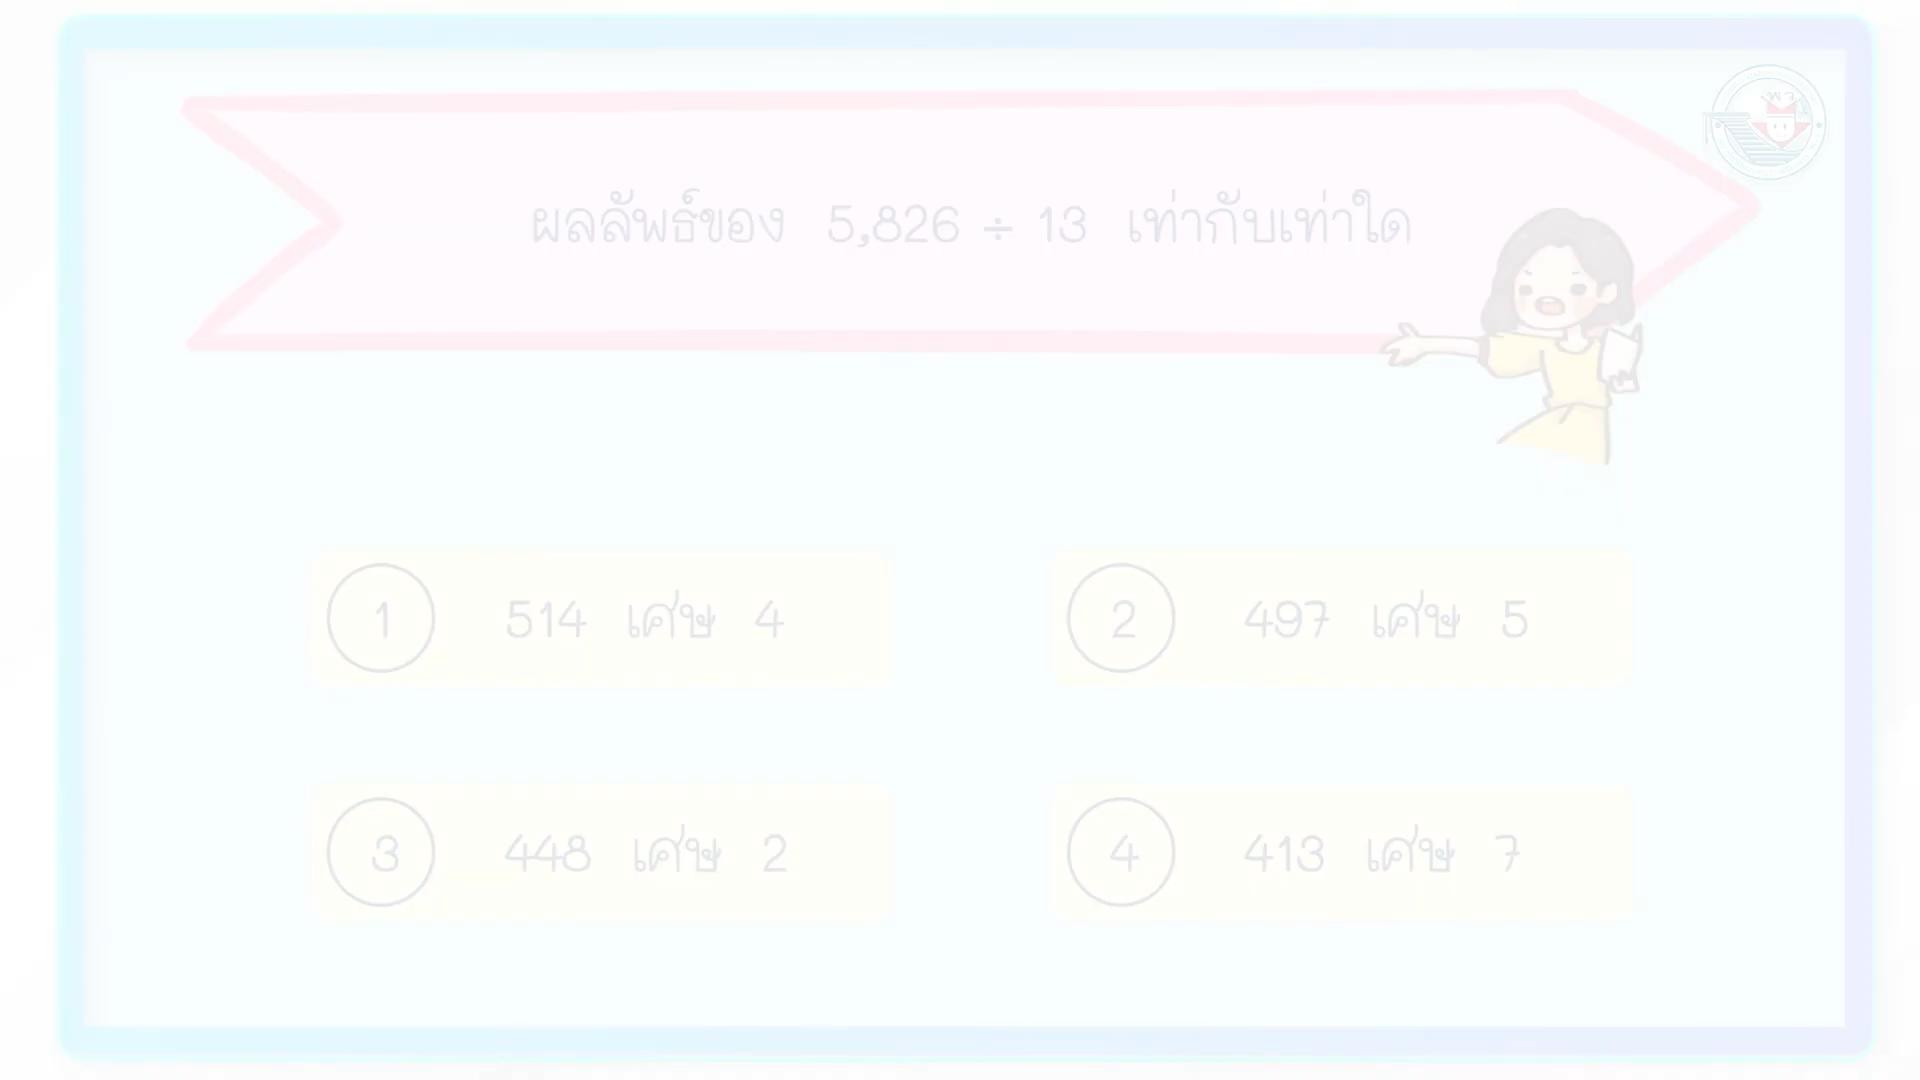 ผลลัพธ์ของ 5,826 ÷ 13 เท่ากับเท่าใด
1 514 เศษ 4
2 497 เศษ 5
3 448 เศษ 2
4 413 เศษ 7